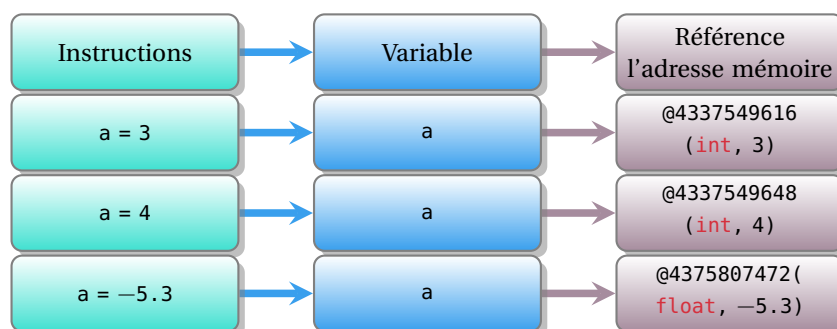 Instructions
Variable
Référence
l'adresse mémoire
a = 3
a
@4337549616
(int, 3)
a = 4
a
@4337549648
(int, 4)
a = −5.3
a
@4375807472(
float, −5.3)